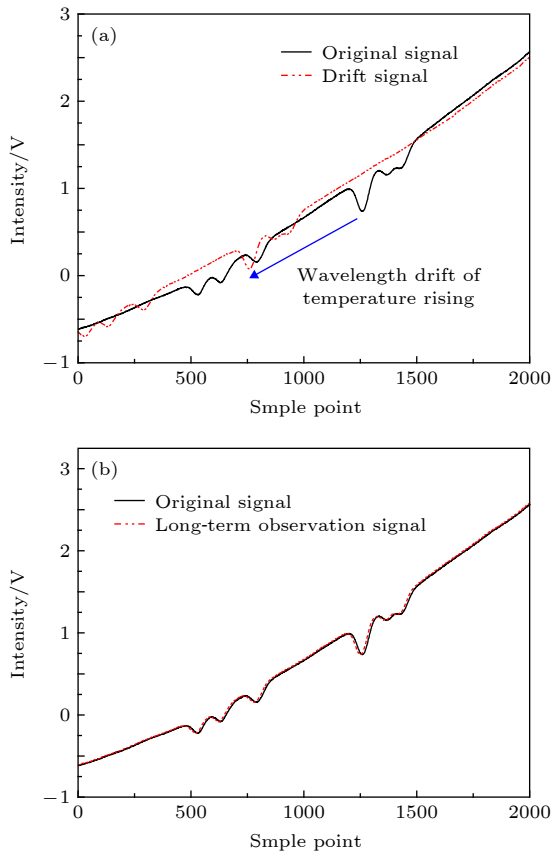 (a)
Original signal
Drift signal
Wavelength drift of
temperature rising
Intensity/V
3
2
1
0
−1
0 500 1000 1500 2000
Smple point
(b)
Original signal
Long-term observation signal
Intensity/V
3
2
1
0
−1
0 500 1000 1500 2000
Smple point